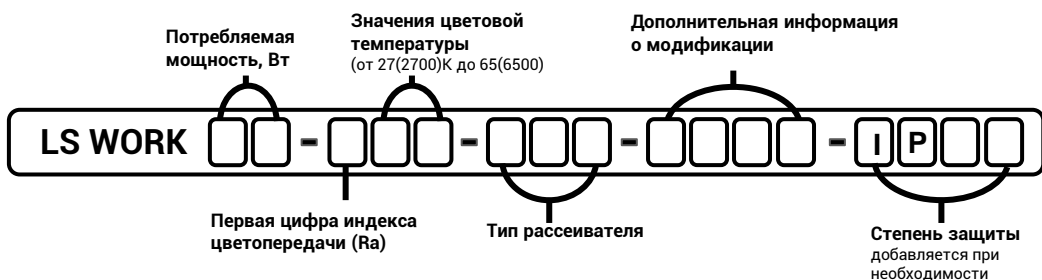 Потребляемая
мощность, Вт
Значения цветовой
температуры
(от 27(2700)К до 65(6500)
Дополнительная информация
о модификации
LS WORK - - - - I P
Первая цифра индекса
цветопередачи (Ra)
Тип рассеивателя
Степень защиты
добавляется при
необходимости